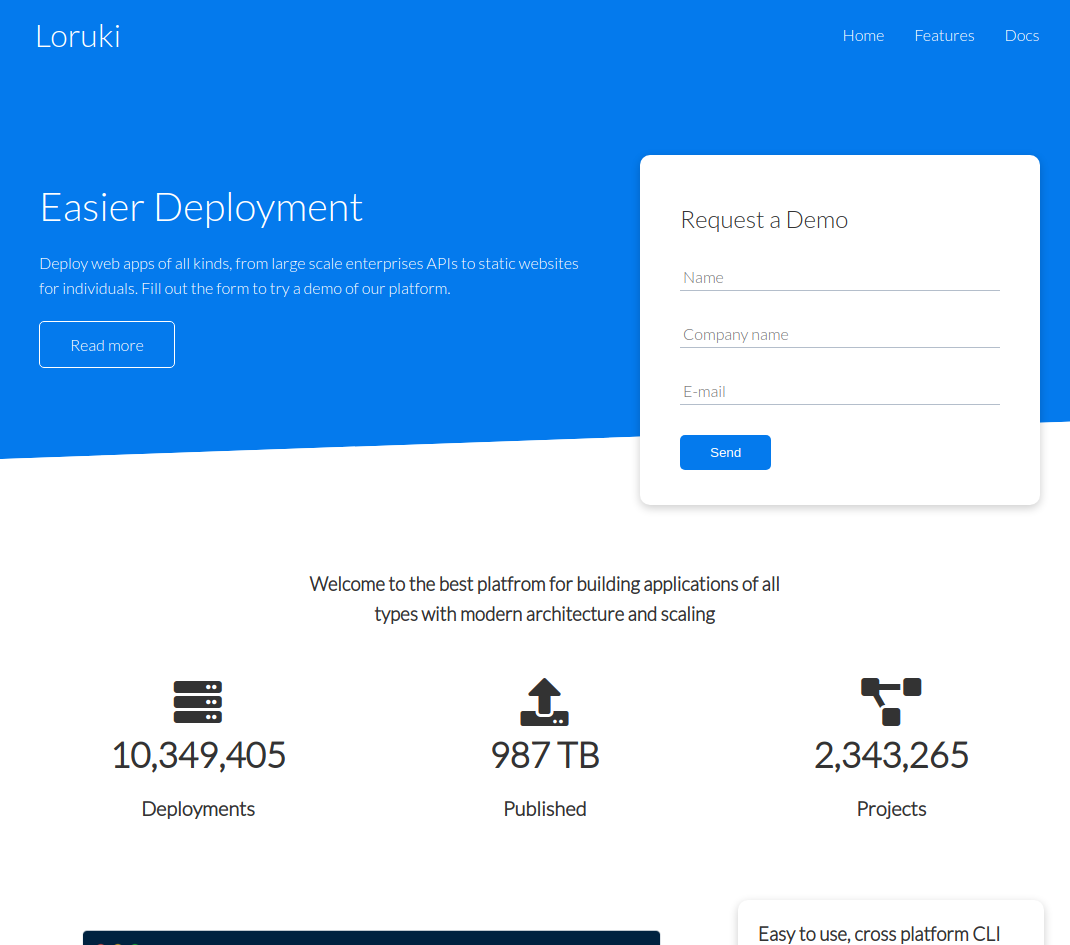 Loruki
Home Features Docs
Easier Deployment
Deploy web apps of all kinds, from large scale enterprises APIs to static websites
for individuals. Fill out the form to try a demo of our platform.
Read more
Request a Demo
Name
Company name
E-mail
Send
Welcome to the best platfrom for building applications of all
types with modern architecture and scaling
10,349,405
Deployments
987 TB
Published
2,343,265
Projects
Easy to use, cross platform CLI